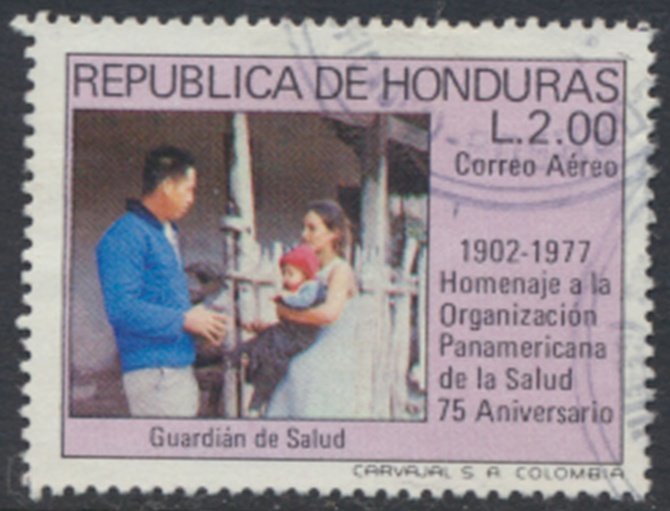 REPUBLICA DE HONDURAS
L.2.00
Correo Aéreo
1902-1977
Homenaje a la
Organización
Panamericana
de la Salud
75 Aniversario
Guardián de Salud
CARVAJAL S. A. COLOMBIA